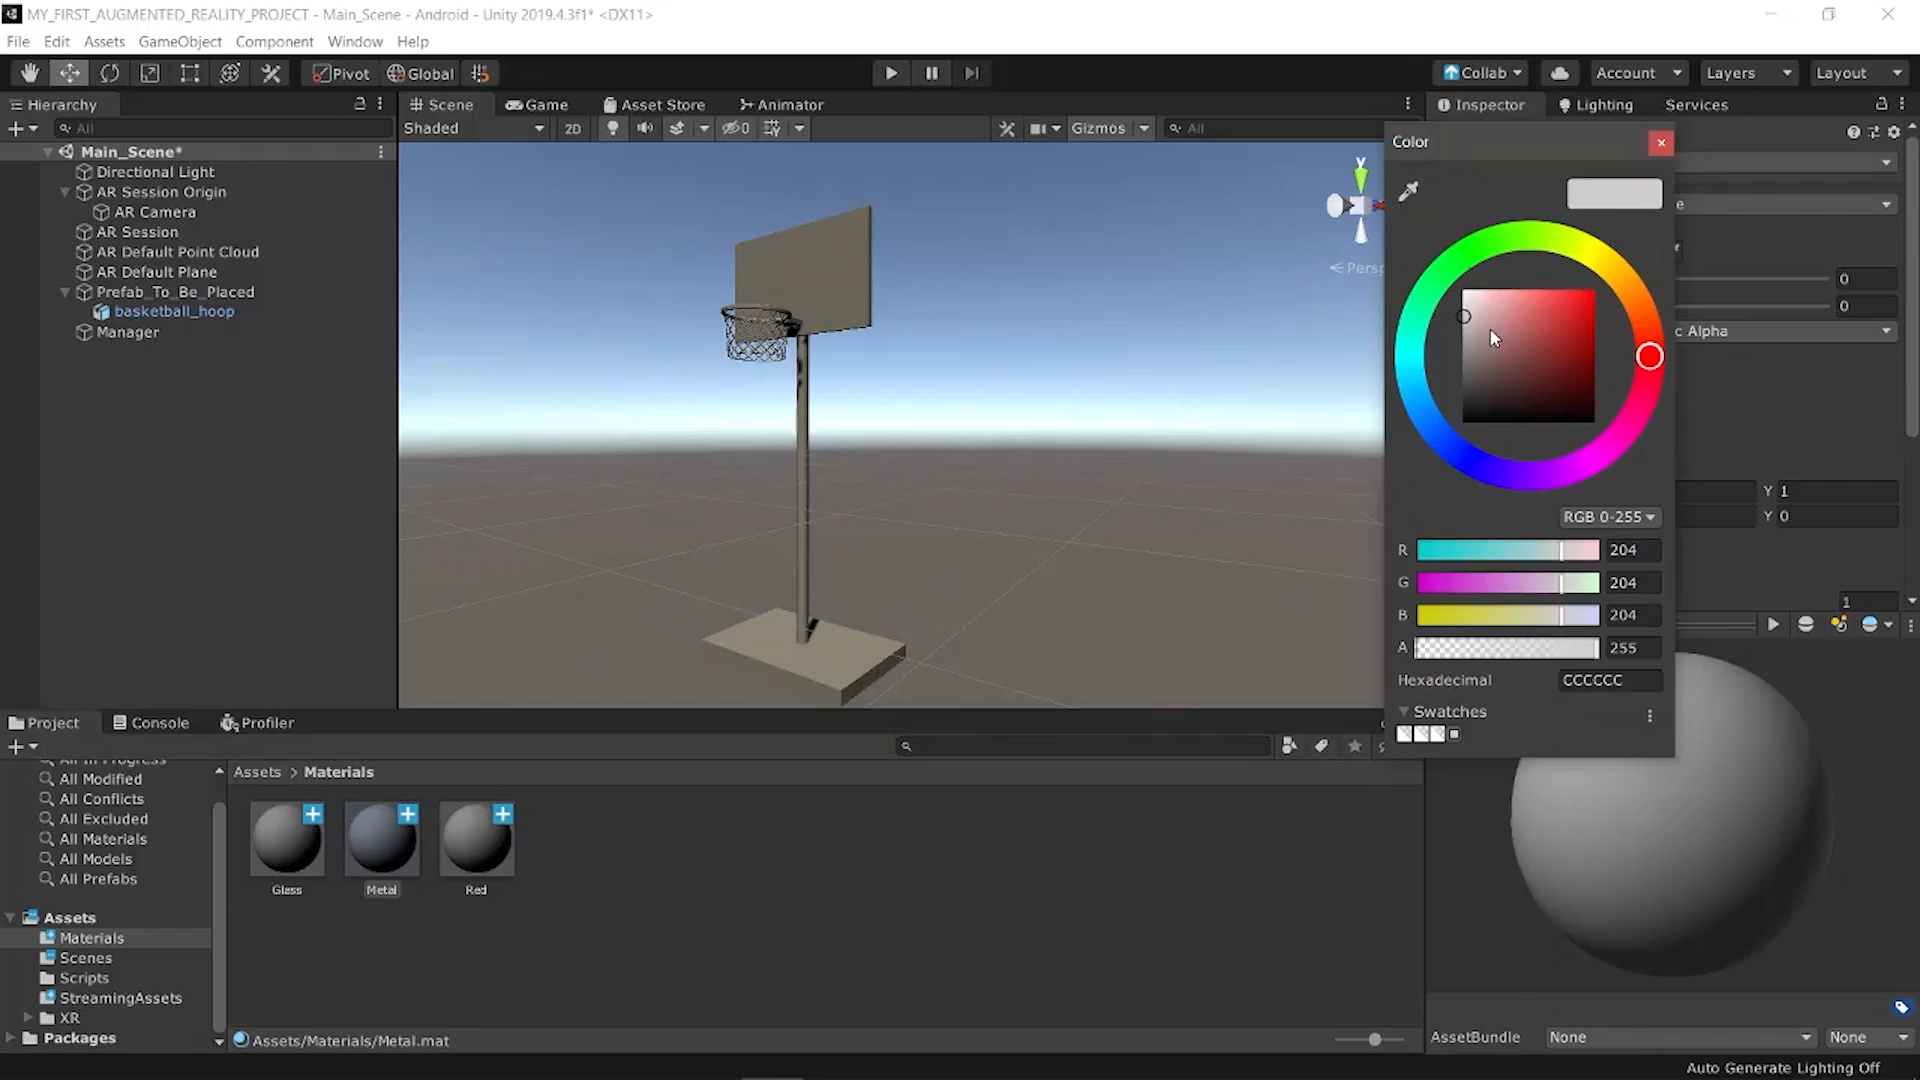 MY_FIRST_AUGMENTED_REALITY_PROJECT - Main_Scene - Android - Unity 2019.4.3f1* <DX11>
File Edit Assets GameObject Component Window Help
Pivot Global Collab Account Layers Layout
Hierarchy Scene Game Asset Store Animator Inspector Lighting Services
All Shaded 2D 0 Gizmos All
Main_Scene*
Directional Light
AR Session Origin
AR Camera
AR Session
AR Default Point Cloud
AR Default Plane
Prefab_To_Be_Placed
basketball_hoop
Manager
y
Persp
Color
e
0
0
c Alpha
Y 1
Y 0
1
RGB 0-255
R 204
G 204
B 204
A 255
Hexadecimal CCCCCC
Swatches
Project Console Profiler
All Modified
All Conflicts
All Excluded
All Materials
All Models
All Prefabs
Assets
Materials
Scenes
Scripts
StreamingAssets
XR
Packages
Assets > Materials
Glass Metal Red
Assets/Materials/Metal.mat
AssetBundle None None
Auto Generate Lighting Off